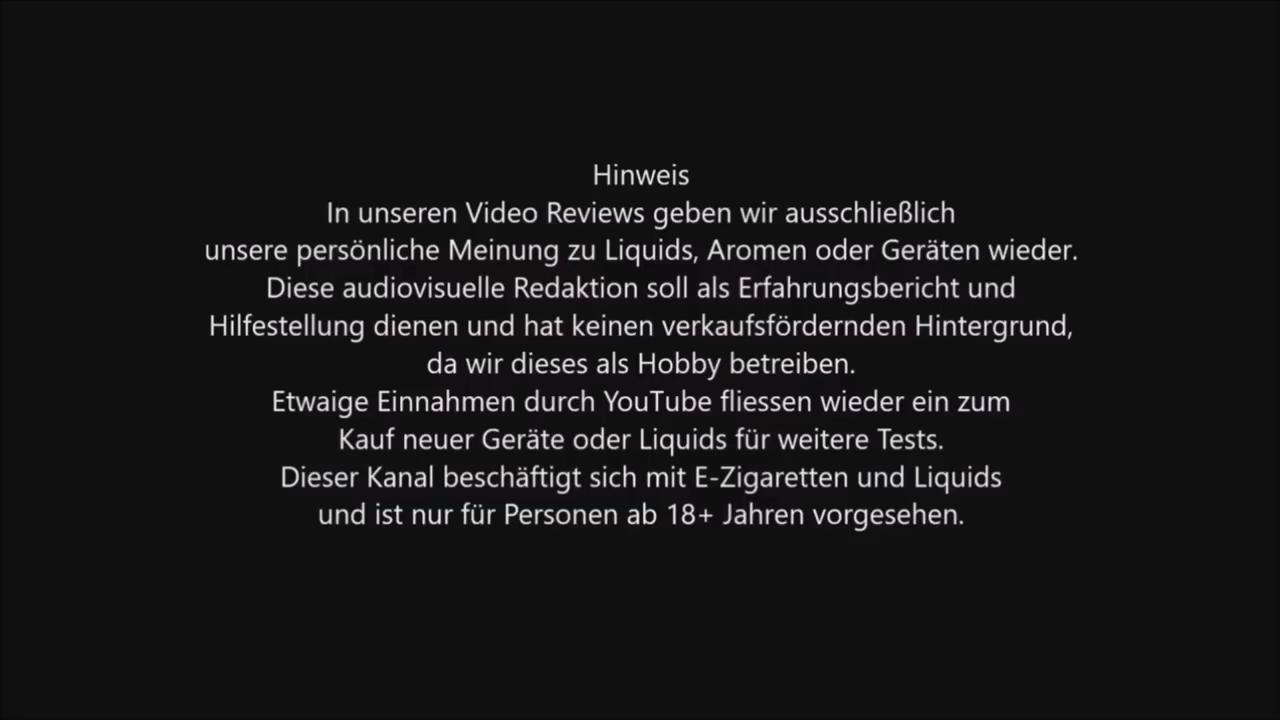 Hinweis
In unseren Video Reviews geben wir ausschließlich
unsere persönliche Meinung zu Liquids, Aromen oder Geräten wieder.
Diese audiovisuelle Redaktion soll als Erfahrungsbericht und
Hilfestellung dienen und hat keinen verkaufsfördernden Hintergrund,
da wir dieses als Hobby betreiben.
Etwaige Einnahmen durch YouTube fliessen wieder ein zum
Kauf neuer Geräte oder Liquids für weitere Tests.
Dieser Kanal beschäftigt sich mit E-Zigaretten und Liquids
und ist nur für Personen ab 18+ Jahren vorgesehen.